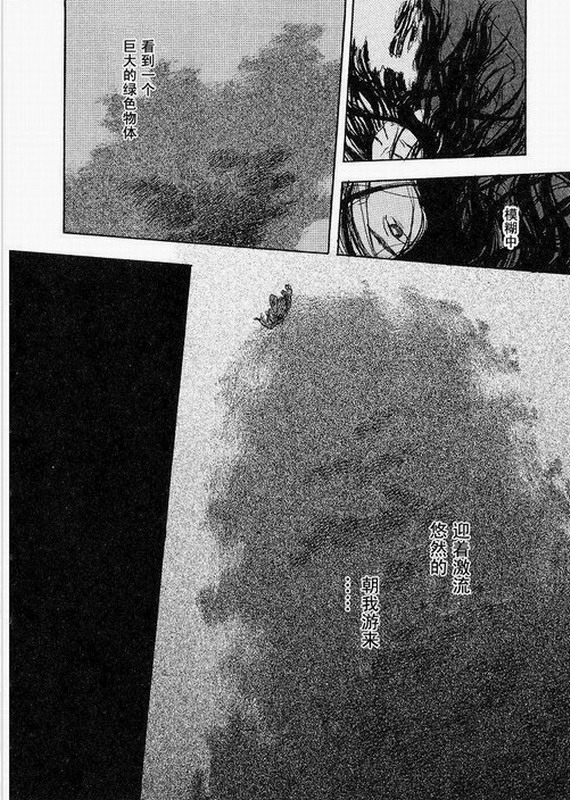 模糊中
看到一个
巨大的绿色物体
迎着激流
悠然的
朝我游来
……